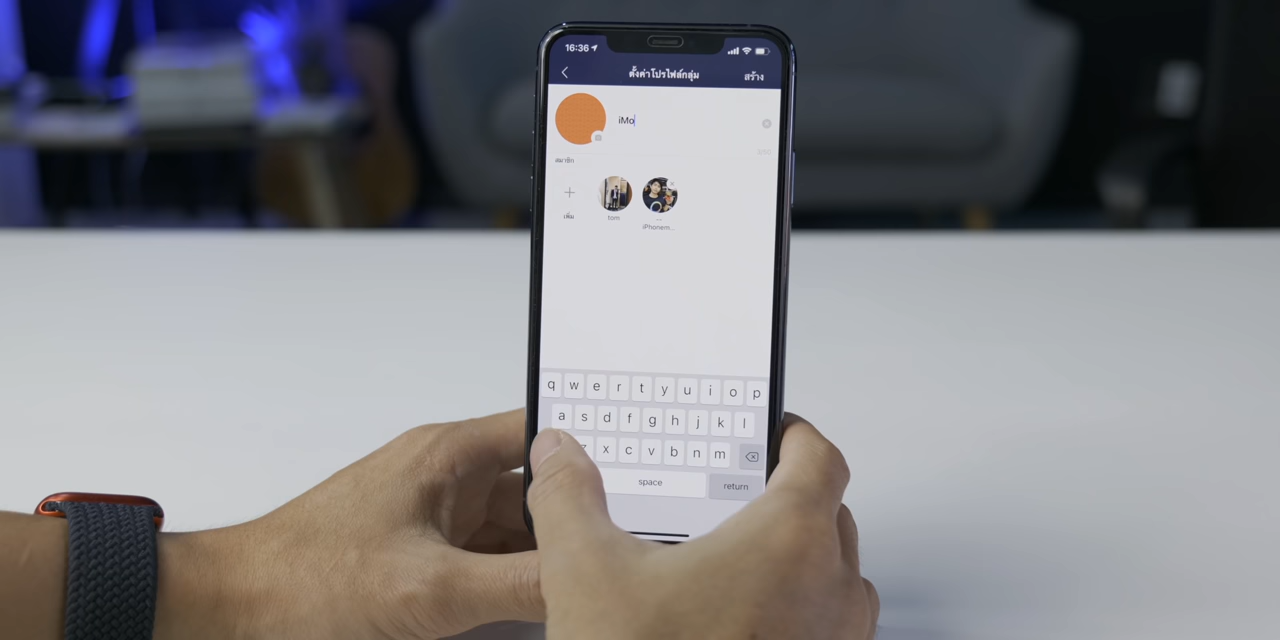 16:36
ตั้งค่าโปรไฟล์กลุ่ม
สร้าง
iMo
สมาชิก
เพิ่ม
tom
iPhonem...
q w e r t y u i o p
a s d f g h j k l
z x c v b n m
space
return